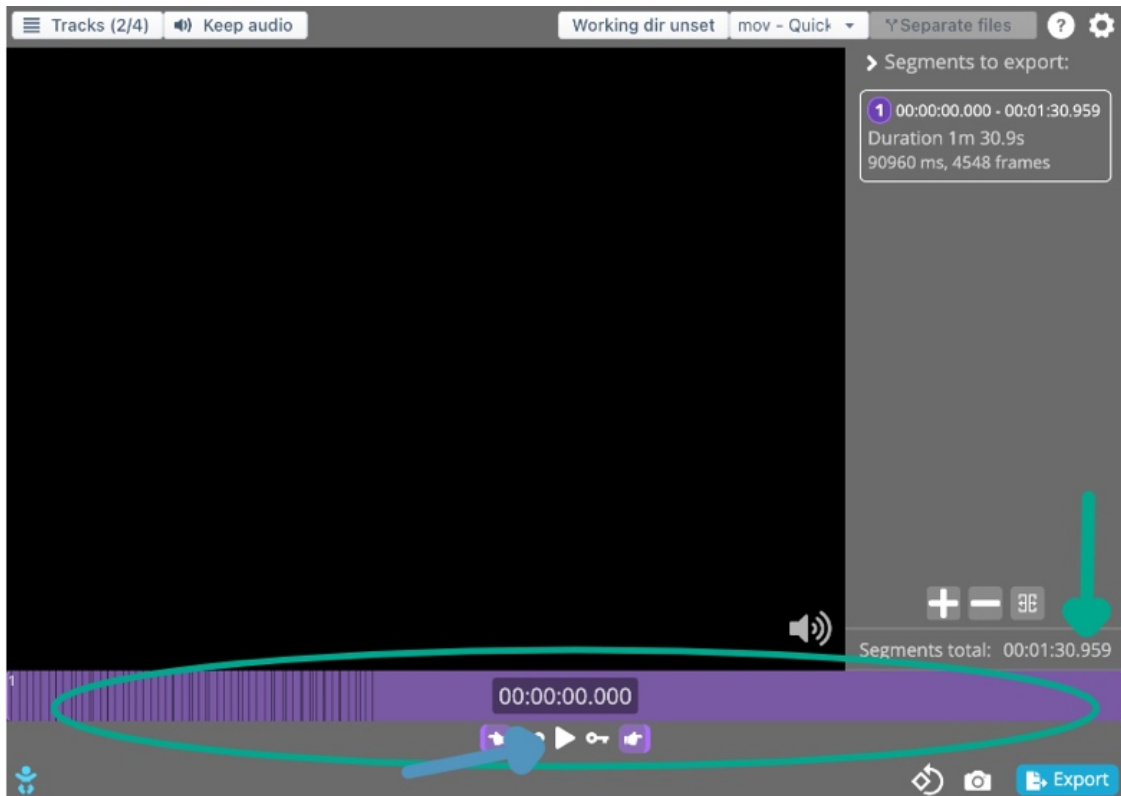 Tracks (2/4) Keep audio Working dir unset mov - Quick Separate files ?
Segments to export:
1 00:00:00.000 - 00:01:30.959
Duration 1m 30.9s
90960 ms, 4548 frames
Segments total: 00:01:30.959
1
00:00:00.000
Export